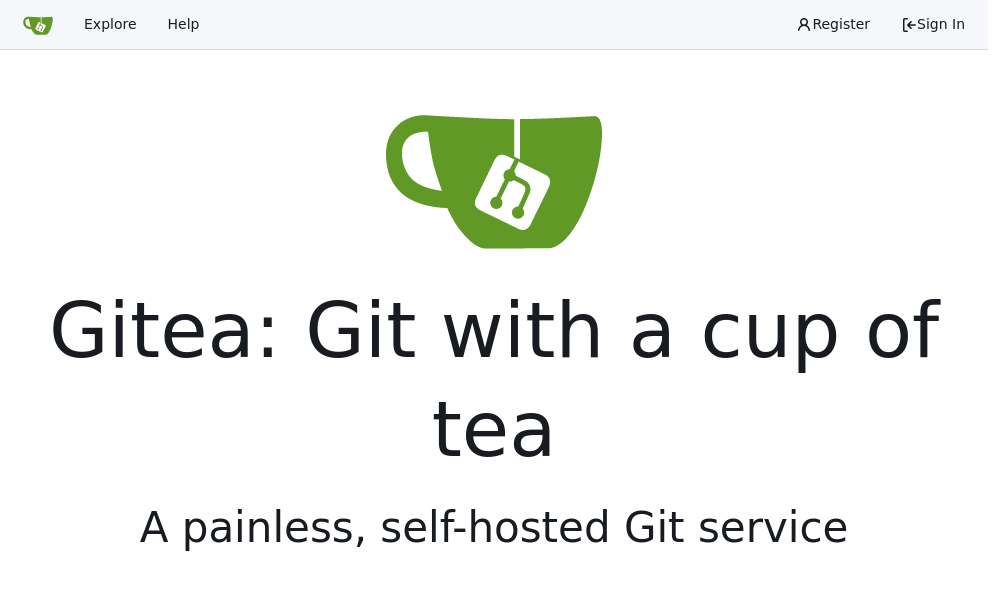 Explore Help Register Sign In
Gitea: Git with a cup of
tea
A painless, self-hosted Git service